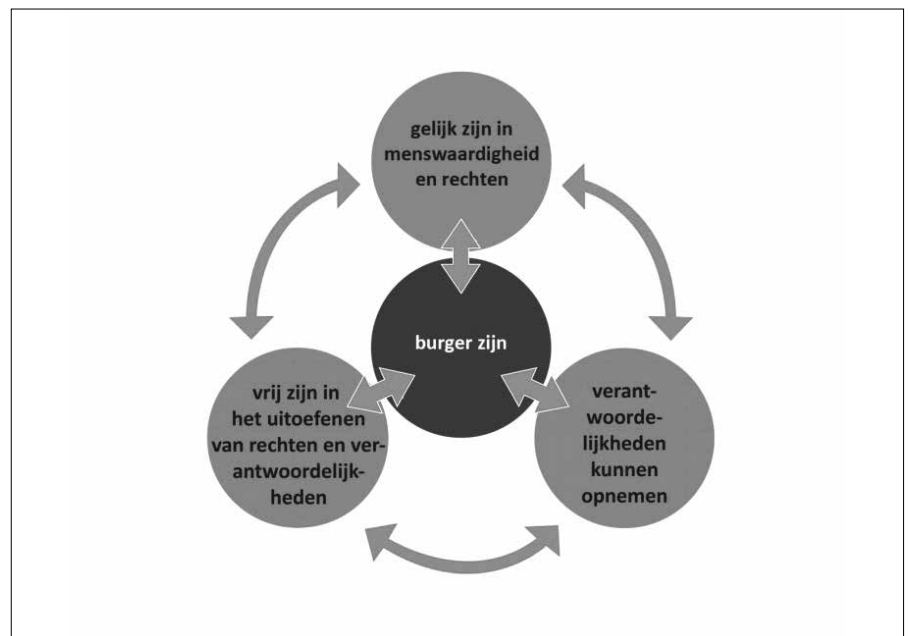 gelijk zijn in
menswaardigheid
en rechten
burger zijn
vrij zijn in
het uitoefenen
van rechten en ver-
antwoordelijk-
heden
verant-
woorde-
lijkheden
kunnen
opnemen